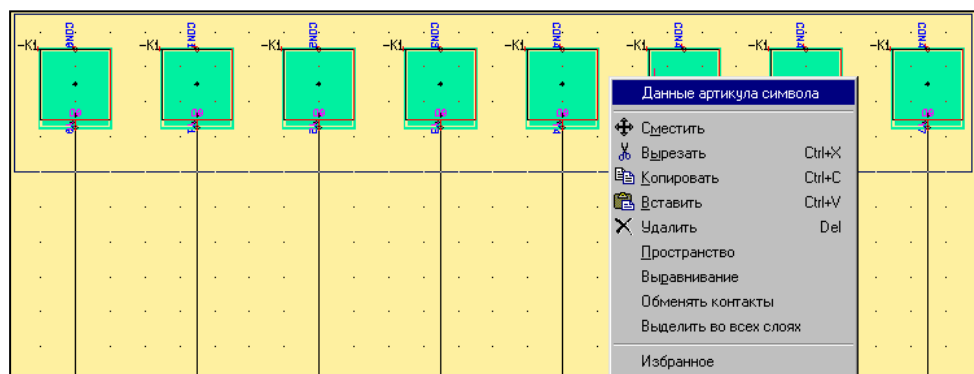 -K1 -K1 -K1 -K1 -K1 -K1 -K1 -K1
Данные артикула символа
Сместить
Вырезать Ctrl+X
Копировать Ctrl+C
Вставить Ctrl+V
Удалить Del
Пространство
Выравнивание
Обменять контакты
Выделить во всех слоях
Избранное